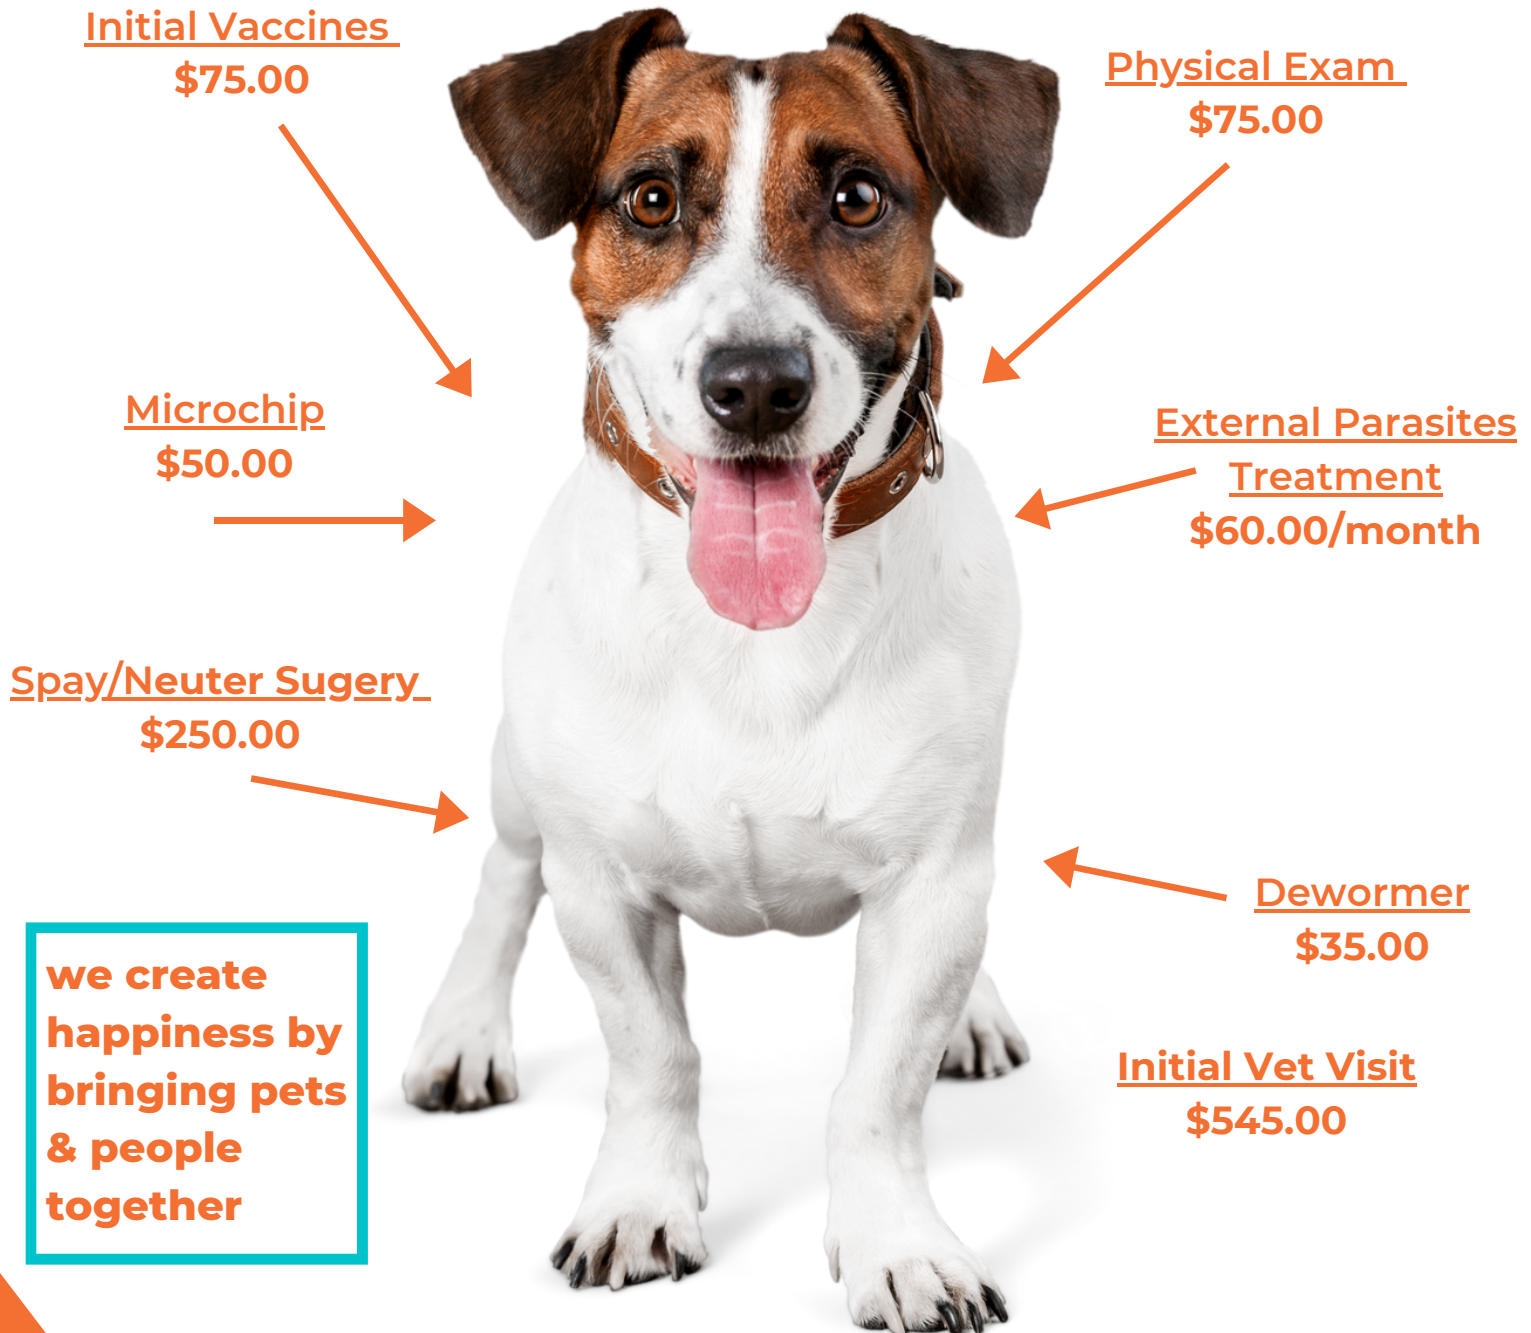 Initial Vaccines
$75.00
Physical Exam
$75.00
Microchip
$50.00
External Parasites
Treatment
$60.00/month
Spay/Neuter Sugery
$250.00
Dewormer
$35.00
we create
happiness by
bringing pets
& people
together
Initial Vet Visit
$545.00